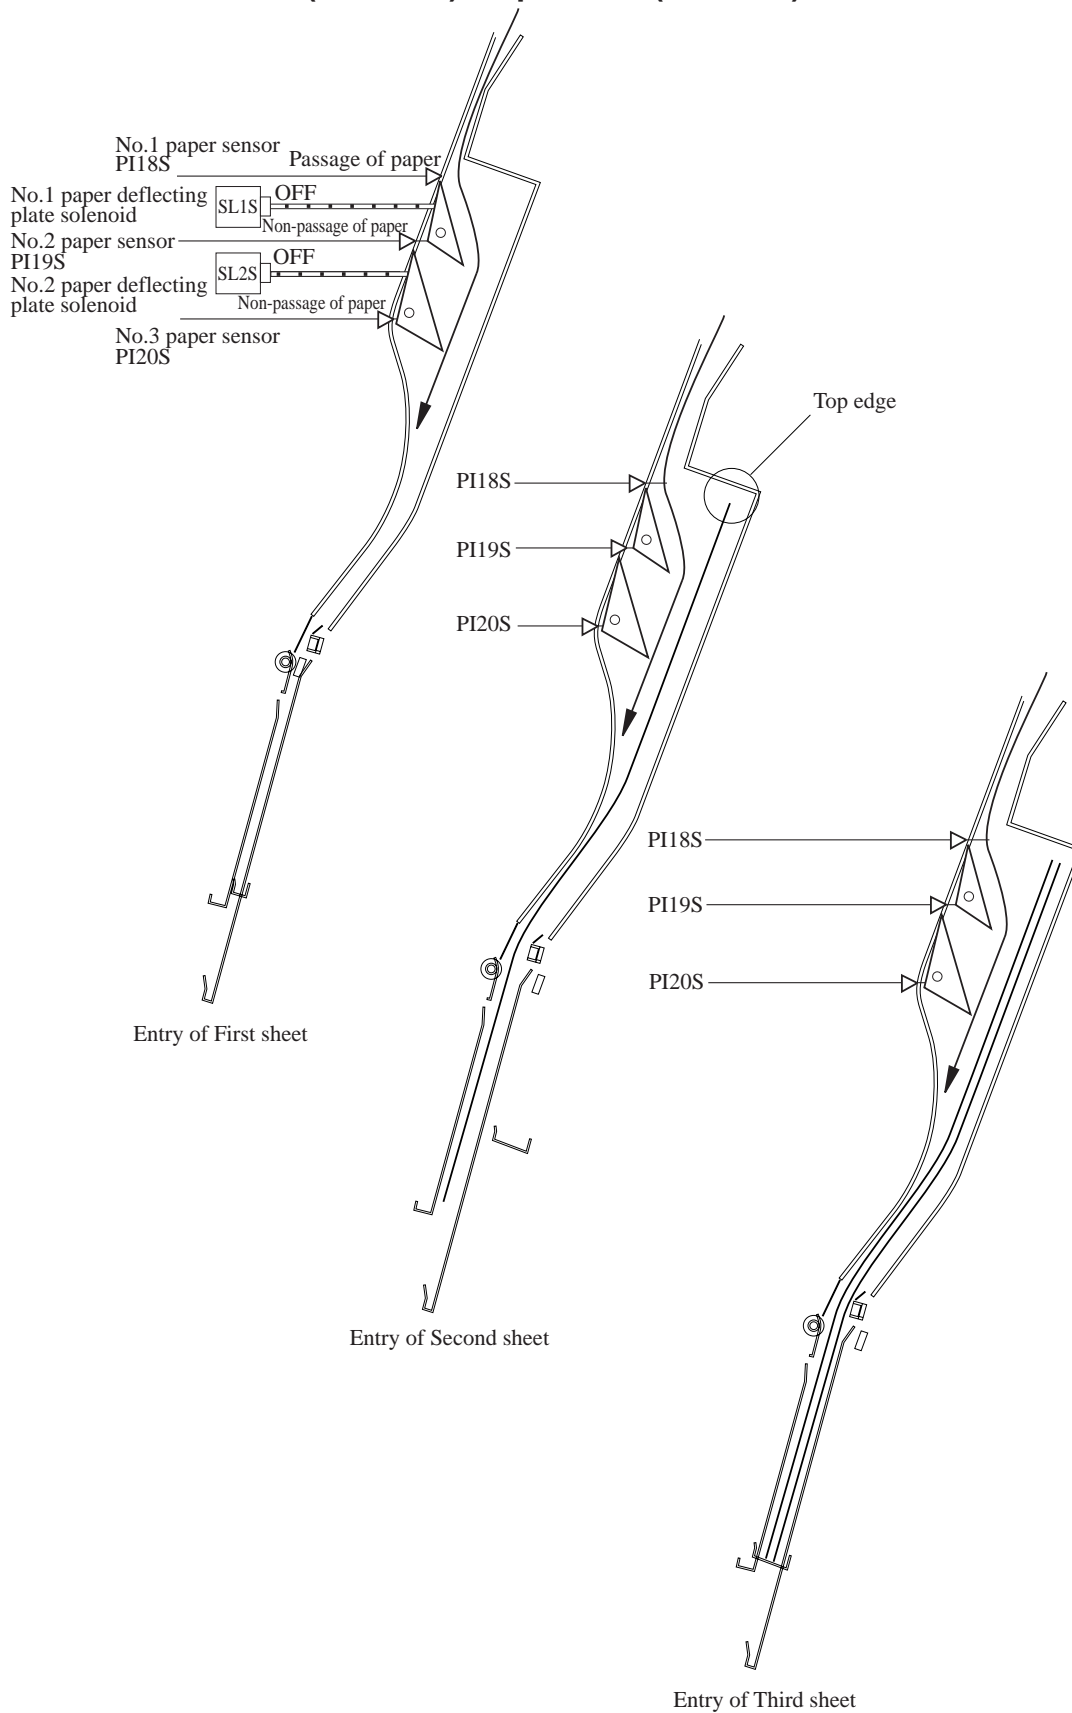 No.1 paper sensor
PI18S
Passage of paper
No.1 paper deflecting
plate solenoid
SL1S
OFF
Non-passage of paper
No.2 paper sensor
PI19S
No.2 paper deflecting
plate solenoid
SL2S
OFF
Non-passage of paper
No.3 paper sensor
PI20S
Entry of First sheet
Top edge
PI18S
PI19S
PI20S
Entry of Second sheet
PI18S
PI19S
PI20S
Entry of Third sheet